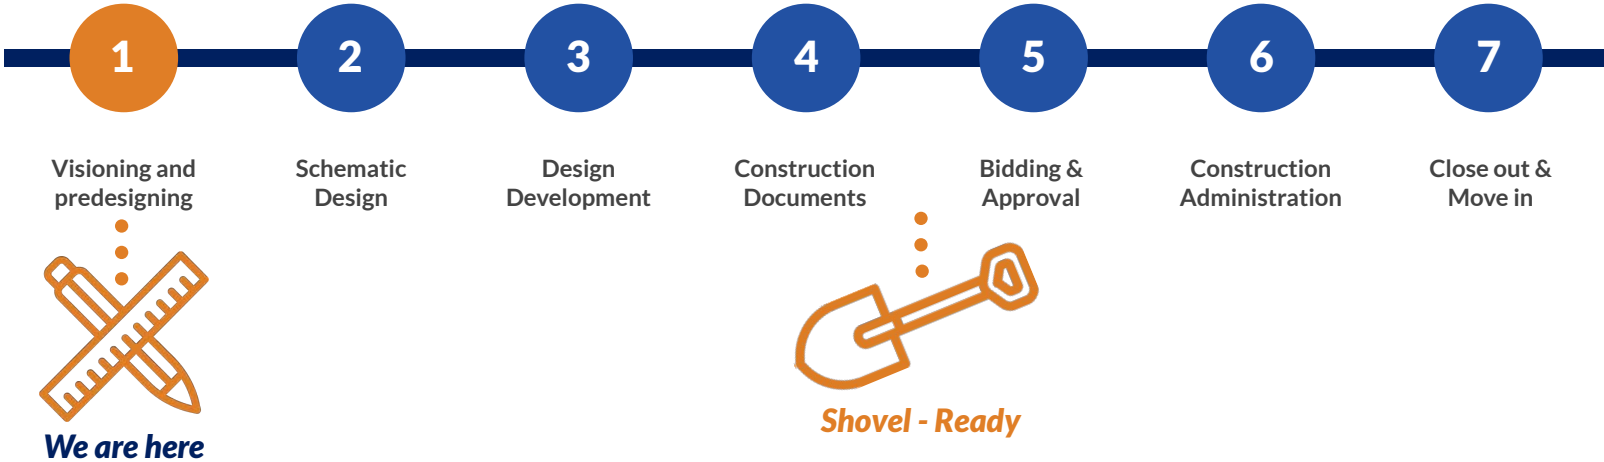 1
2
3
4
5
6
7
Visioning and
predesigning
Schematic
Design
Design
Development
Construction
Documents
Bidding &
Approval
Construction
Administration
Close out &
Move in
We are here
Shovel - Ready